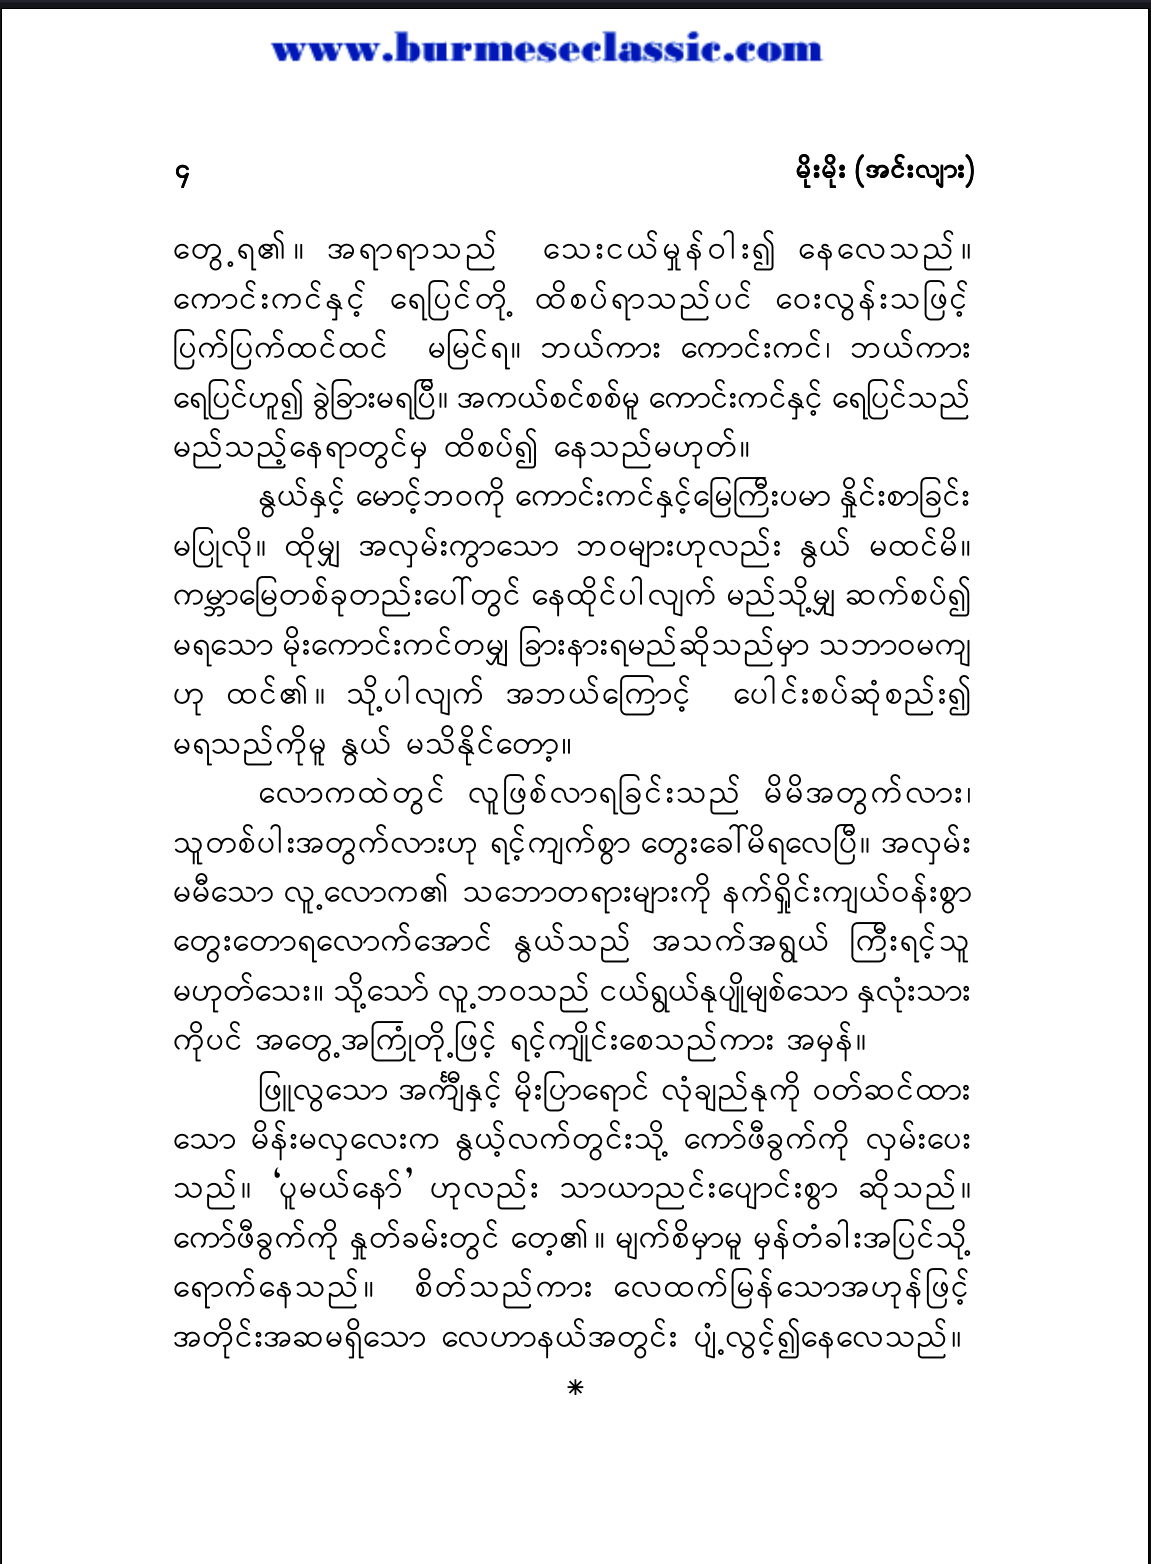 www.burmeseclassic.com
၄ မိုးမိုး (အင်းလျား)
တွေ့ရ၏။ အရာရာသည် သေးငယ်မှုန်ဝါး၍ နေလေသည်။
ကောင်းကင်နှင့် ရေပြင်တို့ ထိစပ်ရာသည်ပင် ဝေးလွန်းသဖြင့်
ပြက်ပြက်ထင်ထင် မမြင်ရ။ ဘယ်ကား ကောင်းကင်၊ ဘယ်ကား
ရေပြင်ဟူ၍ ခွဲခြားမရပြီ။ အကယ်စင်စစ်မူ ကောင်းကင်နှင့် ရေပြင်သည်
မည်သည့်နေရာတွင်မှ ထိစပ်၍ နေသည်မဟုတ်။
နွယ်နှင့် မောင့်ဘဝကို ကောင်းကင်နှင့်မြေကြီးပမာ နှိုင်းစာခြင်း
မပြုလို။ ထိုမျှ အလှမ်းကွာသော ဘဝများဟုလည်း နွယ် မထင်မိ။
ကမ္ဘာမြေတစ်ခုတည်းပေါ်တွင် နေထိုင်ပါလျက် မည်သို့မျှ ဆက်စပ်၍
မရသော မိုးကောင်းကင်တမျှ ခြားနားရမည်ဆိုသည်မှာ သဘာဝမကျ
ဟု ထင်၏။ သို့ပါလျက် အဘယ်ကြောင့် ပေါင်းစပ်ဆုံစည်း၍
မရသည်ကိုမူ နွယ် မသိနိုင်တော့။
လောကထဲတွင် လူဖြစ်လာရခြင်းသည် မိမိအတွက်လား၊
သူတစ်ပါးအတွက်လားဟု ရင့်ကျက်စွာ တွေးခေါ်မိရလေပြီ။ အလှမ်း
မမီသော လူ့လောက၏ သဘောတရားများကို နက်ရှိုင်းကျယ်ဝန်းစွာ
တွေးတောရလောက်အောင် နွယ်သည် အသက်အရွယ် ကြီးရင့်သူ
မဟုတ်သေး။ သို့သော် လူ့ဘဝသည် ငယ်ရွယ်နုပျိုမျစ်သော နှလုံးသား
ကိုပင် အတွေ့အကြုံတို့ဖြင့် ရင့်ကျိုင်းစေသည်ကား အမှန်။
ဖြူလွသော အင်္ကျီနှင့် မိုးပြာရောင် လုံချည်နုကို ဝတ်ဆင်ထား
သော မိန်းမလှလေးက နွယ့်လက်တွင်းသို့ ကော်ဖီခွက်ကို လှမ်းပေး
သည်။ ‘ပူမယ်နော်’ ဟုလည်း သာယာညင်းပျောင်းစွာ ဆိုသည်။
ကော်ဖီခွက်ကို နှုတ်ခမ်းတွင် တေ့၏။ မျက်စိမှာမူ မှန်တံခါးအပြင်သို့
ရောက်နေသည်။ စိတ်သည်ကား လေထက်မြန်သောအဟုန်ဖြင့်
အတိုင်းအဆမရှိသော လေဟာနယ်အတွင်း ပျံ့လွင့်၍နေလေသည်။
*